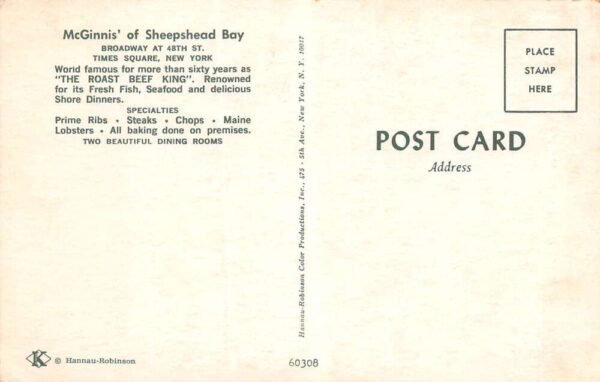 McGinnis' of Sheepshead Bay
BROADWAY AT 48TH ST.
TIMES SQUARE, NEW YORK
World famous for more than sixty years as
"THE ROAST BEEF KING". Renowned
for its Fresh Fish, Seafood and delicious
Shore Dinners.
SPECIALTIES
Prime Ribs • Steaks • Chops • Maine
Lobsters • All baking done on premises.
TWO BEAUTIFUL DINING ROOMS
K © Hannau-Robinson
Hannau-Robinson Color Productions, Inc., 475 - 5th Ave., New York, N. Y. 10017
60308
PLACE
STAMP
HERE
POST CARD
Address